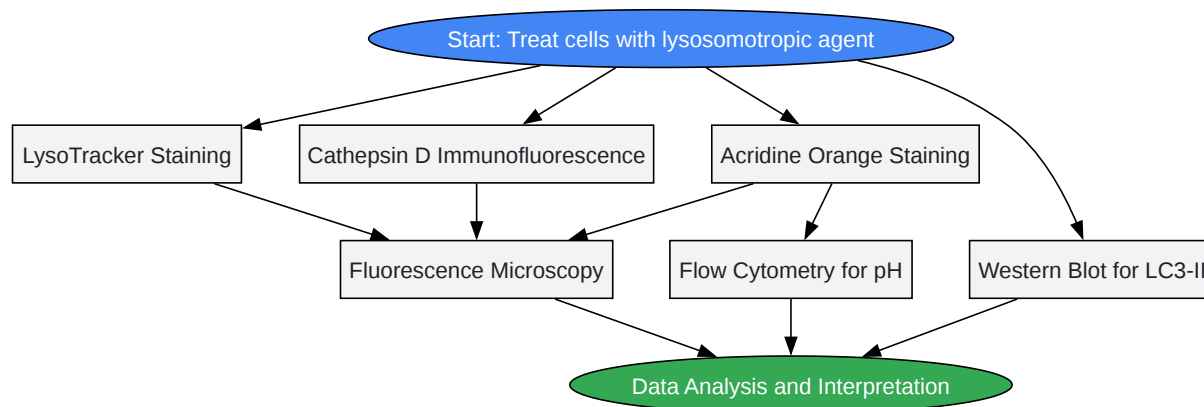 Start: Treat cells with lysosomotropic agent
LysoTracker Staining
Cathepsin D Immunofluorescence
Acridine Orange Staining
Fluorescence Microscopy
Flow Cytometry for pH
Western Blot for LC3-II
Data Analysis and Interpretation